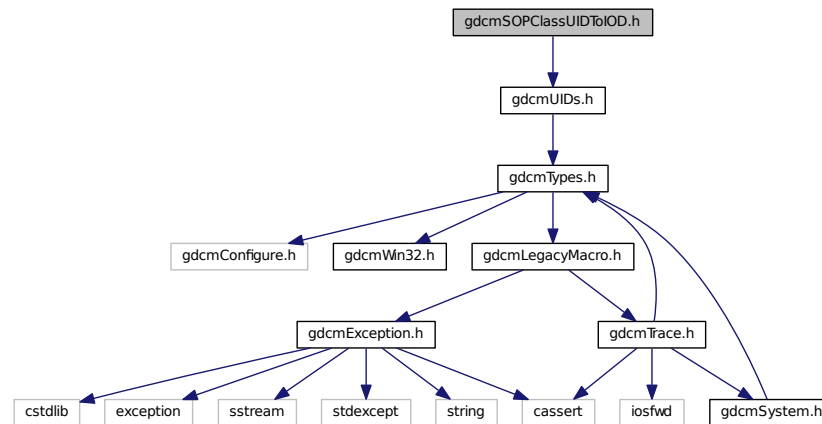 gdcmSOPClassUIDToIOD.h
gdcmUIDs.h
gdcmTypes.h
gdcmConfigure.h
gdcmWin32.h
gdcmLegacyMacro.h
gdcmException.h
gdcmTrace.h
cstdlib
exception
sstream
stdexcept
string
cassert
iosfwd
gdcmSystem.h